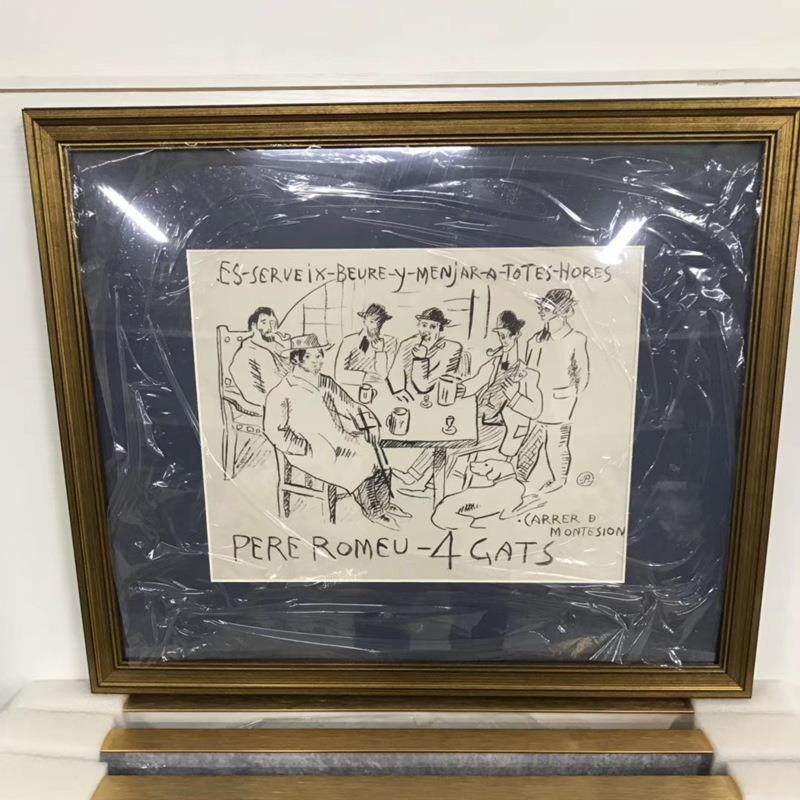 ES-SERVEIX-BEURE-Y-MENJAR-A-TOTES-HORES
·CARRER D
MONTESION
PERE ROMEU-4 GATS